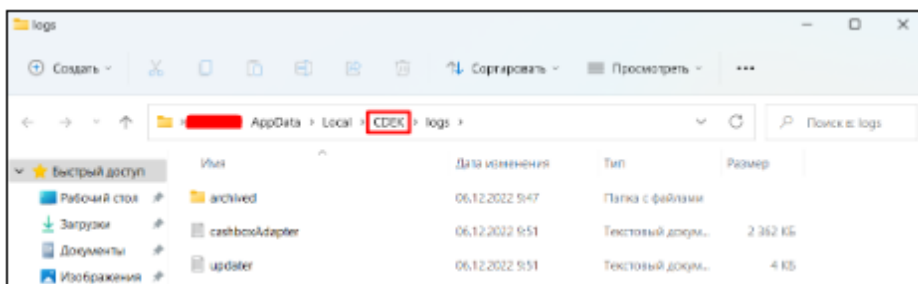 logs
Создать
Сортировать
Просмотреть
AppData > Local > CDEK > logs >
Поиск в: logs
Имя
Дата изменения
Тип
Размер
Быстрый доступ
Рабочий стол
archived
06.12.2022 9:47
Папка с файлами
Загрузки
cashboxAdapter
06.12.2022 9:51
Текстовый докум...
2 362 КБ
Документы
updater
06.12.2022 9:51
Текстовый докум...
4 КБ
Изображения